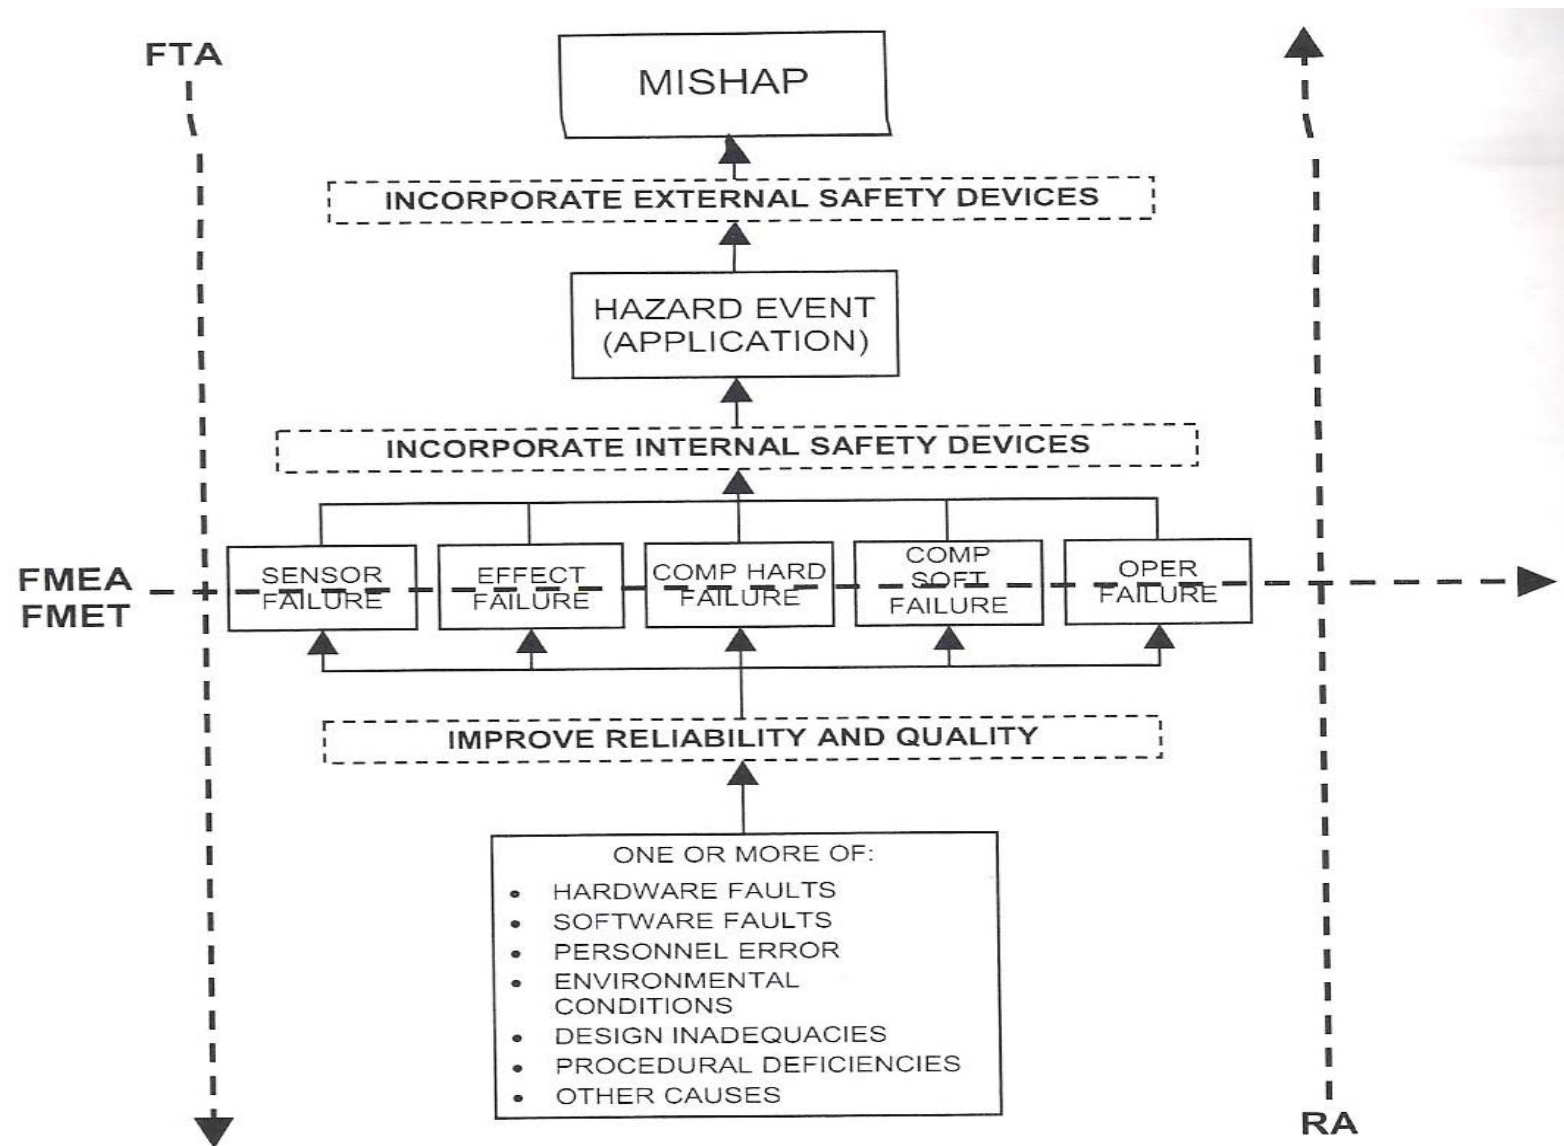 FTA
MISHAP
INCORPORATE EXTERNAL SAFETY DEVICES
HAZARD EVENT
(APPLICATION)
INCORPORATE INTERNAL SAFETY DEVICES
FMEA
FMET
SENSOR
FAILURE
EFFECT
FAILURE
COMP HARD
FAILURE
COMP
SOFT
FAILURE
OPER
FAILURE
IMPROVE RELIABILITY AND QUALITY
ONE OR MORE OF:
• HARDWARE FAULTS
• SOFTWARE FAULTS
• PERSONNEL ERROR
• ENVIRONMENTAL
CONDITIONS
• DESIGN INADEQUACIES
• PROCEDURAL DEFICIENCIES
• OTHER CAUSES
RA